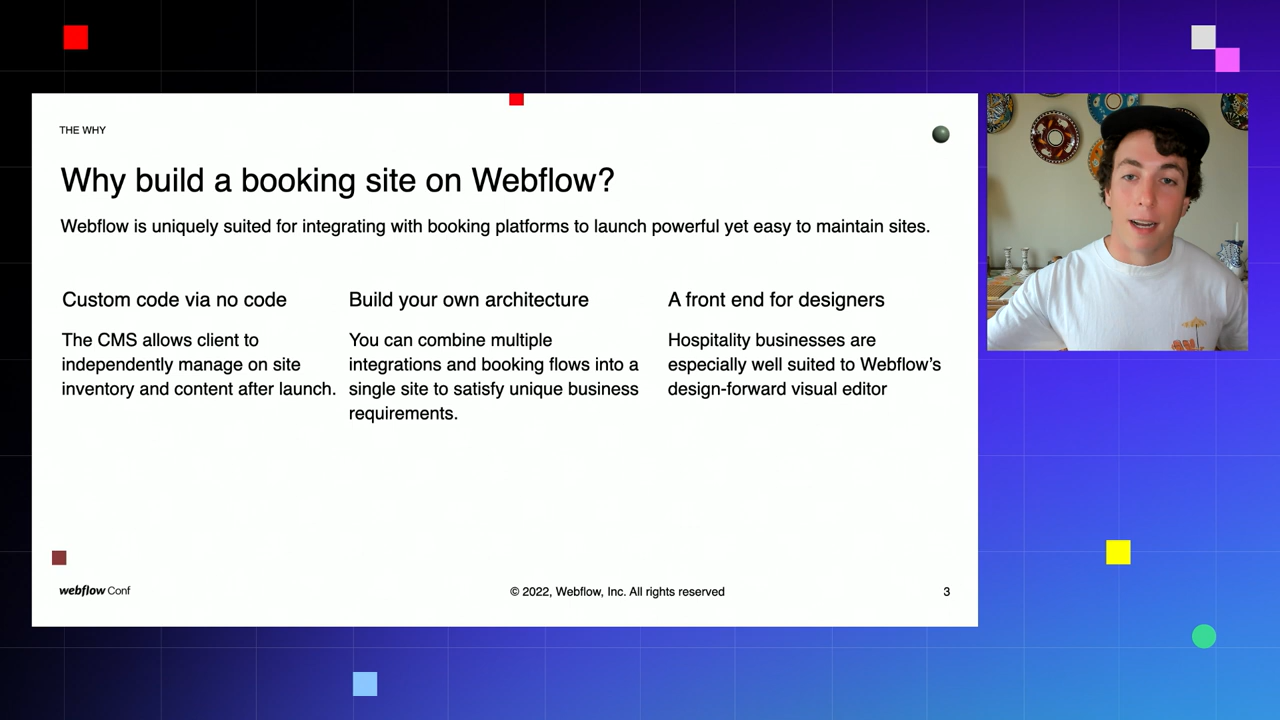 THE WHY
Why build a booking site on Webflow?
Webflow is uniquely suited for integrating with booking platforms to launch powerful yet easy to maintain sites.
Custom code via no code
The CMS allows client to
independently manage on site
inventory and content after launch.
Build your own architecture
You can combine multiple
integrations and booking flows into a
single site to satisfy unique business
requirements.
A front end for designers
Hospitality businesses are
especially well suited to Webflow’s
design-forward visual editor
webflow Conf
© 2022, Webflow, Inc. All rights reserved
3